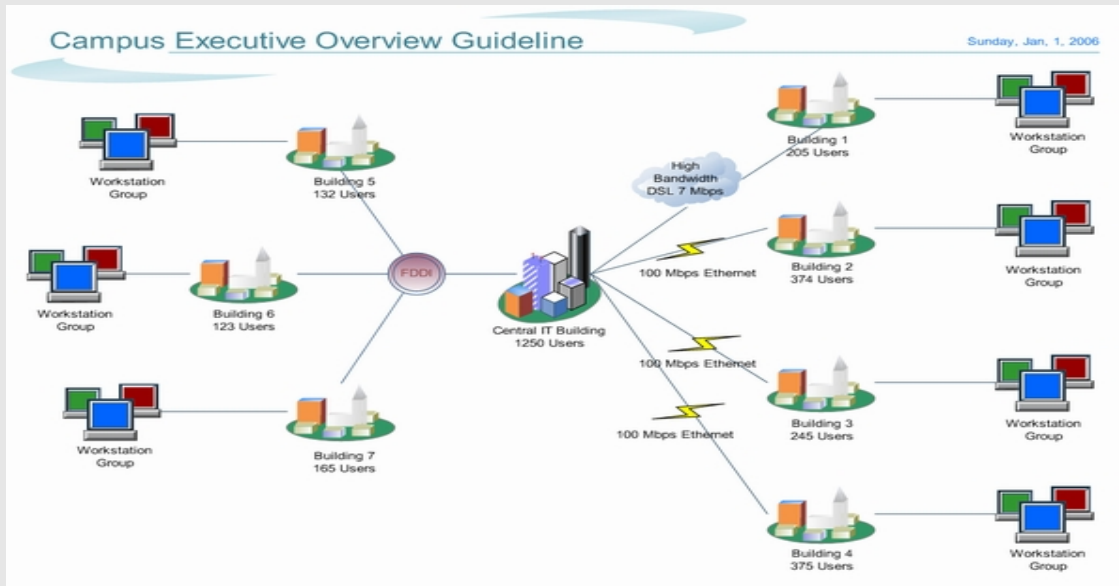 Campus Executive Overview Guideline
Sunday, Jan, 1, 2006
Workstation
Group
Building 5
132 Users
Workstation
Group
Building 6
123 Users
Workstation
Group
Building 7
165 Users
FDDI
Central IT Building
1250 Users
High
Bandwidth
DSL 7 Mbps
100 Mbps Ethernet
100 Mbps Ethernet
100 Mbps Ethernet
Building 1
205 Users
Workstation
Group
Building 2
374 Users
Workstation
Group
Building 3
245 Users
Workstation
Group
Building 4
375 Users
Workstation
Group